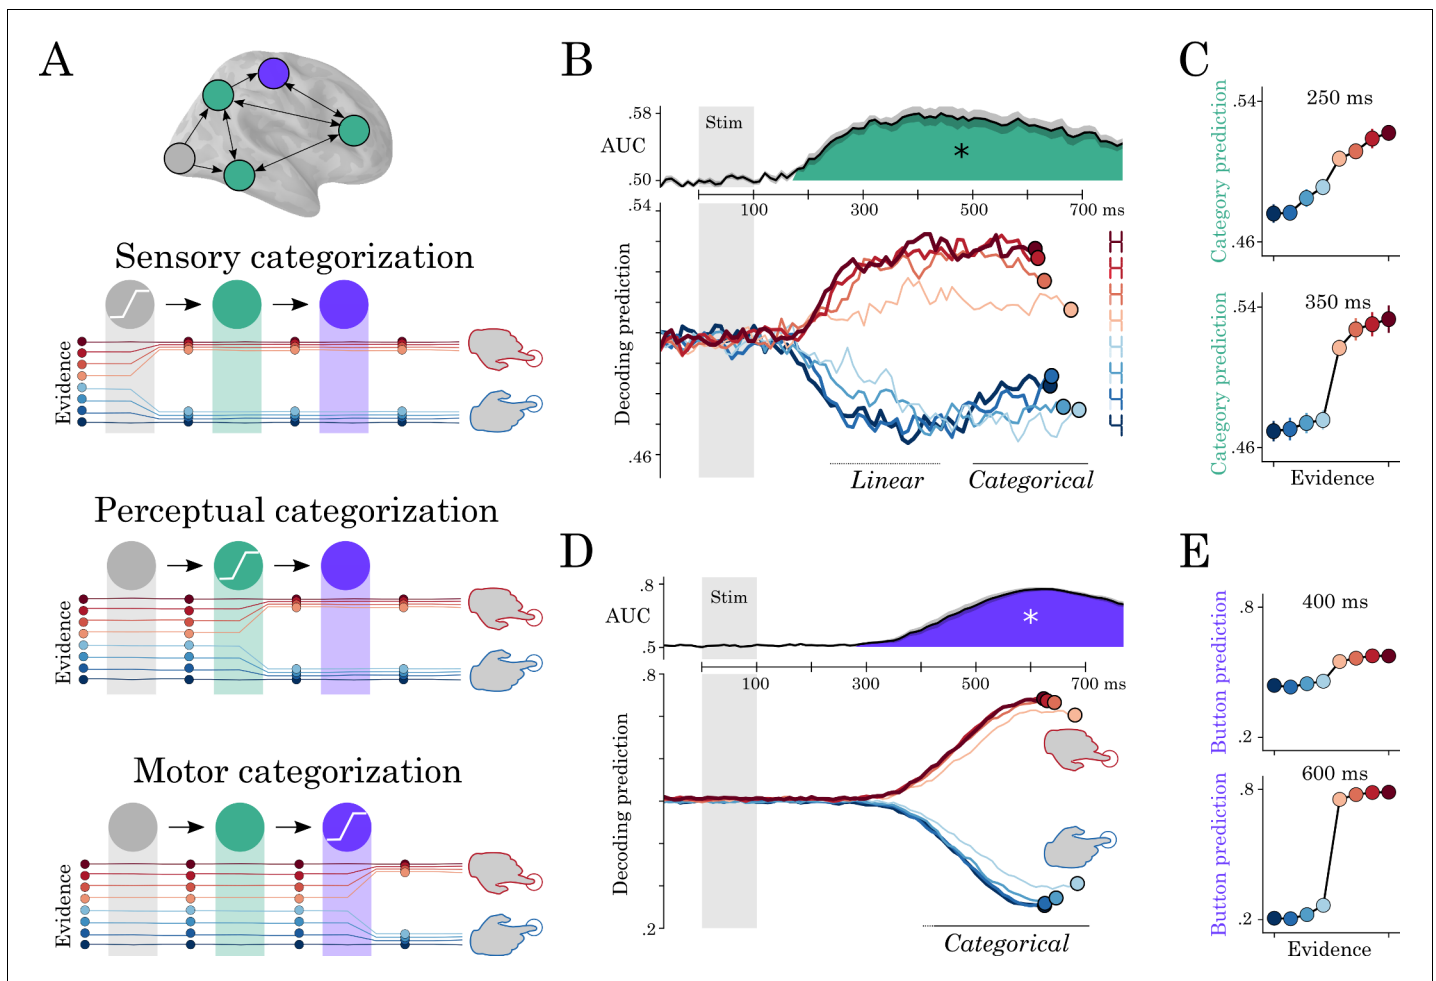 A
Sensory categorization
Evidence
Perceptual categorization
Evidence
Motor categorization
Evidence
B
.58
AUC
.50
Stim
*
100 300 500 700 ms
.54
Decoding prediction
.46
Linear Categorical
C
Category prediction
.54
250 ms
.46
Category prediction
.54
350 ms
.46
Evidence
D
.8
AUC
.5
Stim
*
100 300 500 700 ms
.8
Decoding prediction
.2
Categorical
E
Button prediction
.8
400 ms
.2
Button prediction
.8
600 ms
.2
Evidence